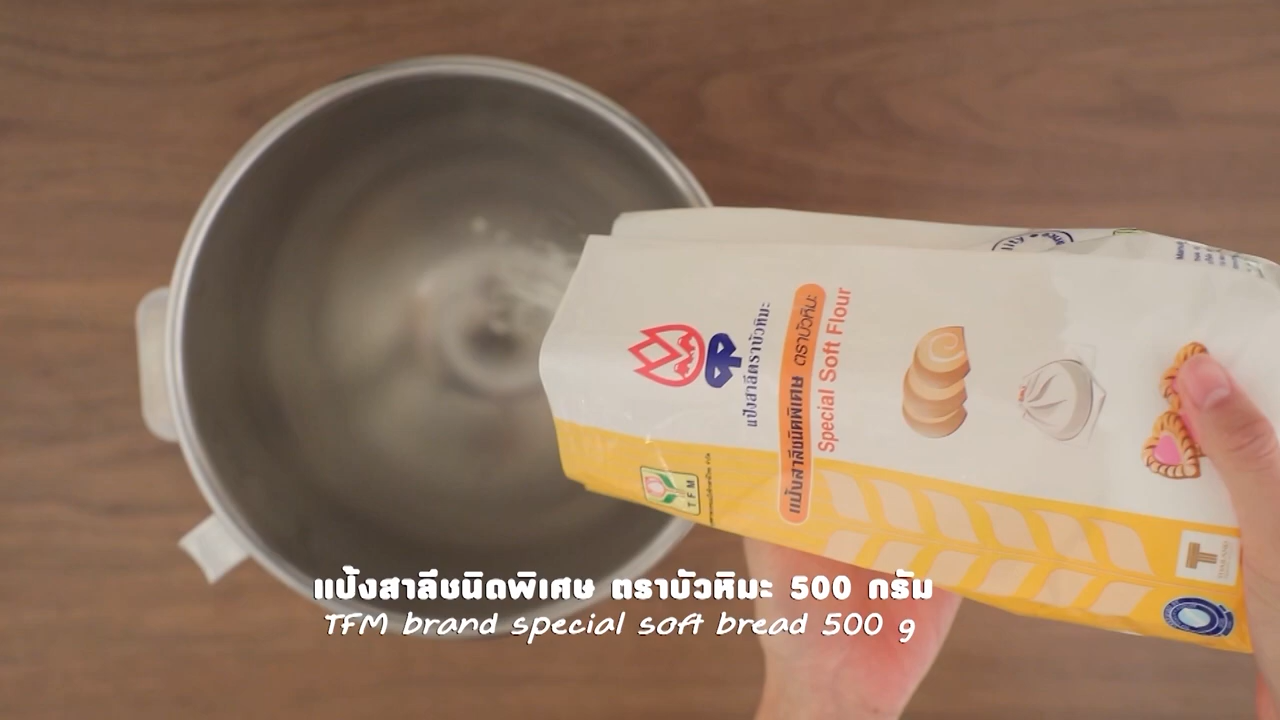 แป้งสาลีตราบัวหิมะ
แป้งสาลีชนิดพิเศษ ตราบัวหิมะ
Special Soft Flour
TFM
T
แป้งสาลีชนิดพิเศษ ตราบัวหิมะ 500 กรัม
TFM brand special soft bread 500 g